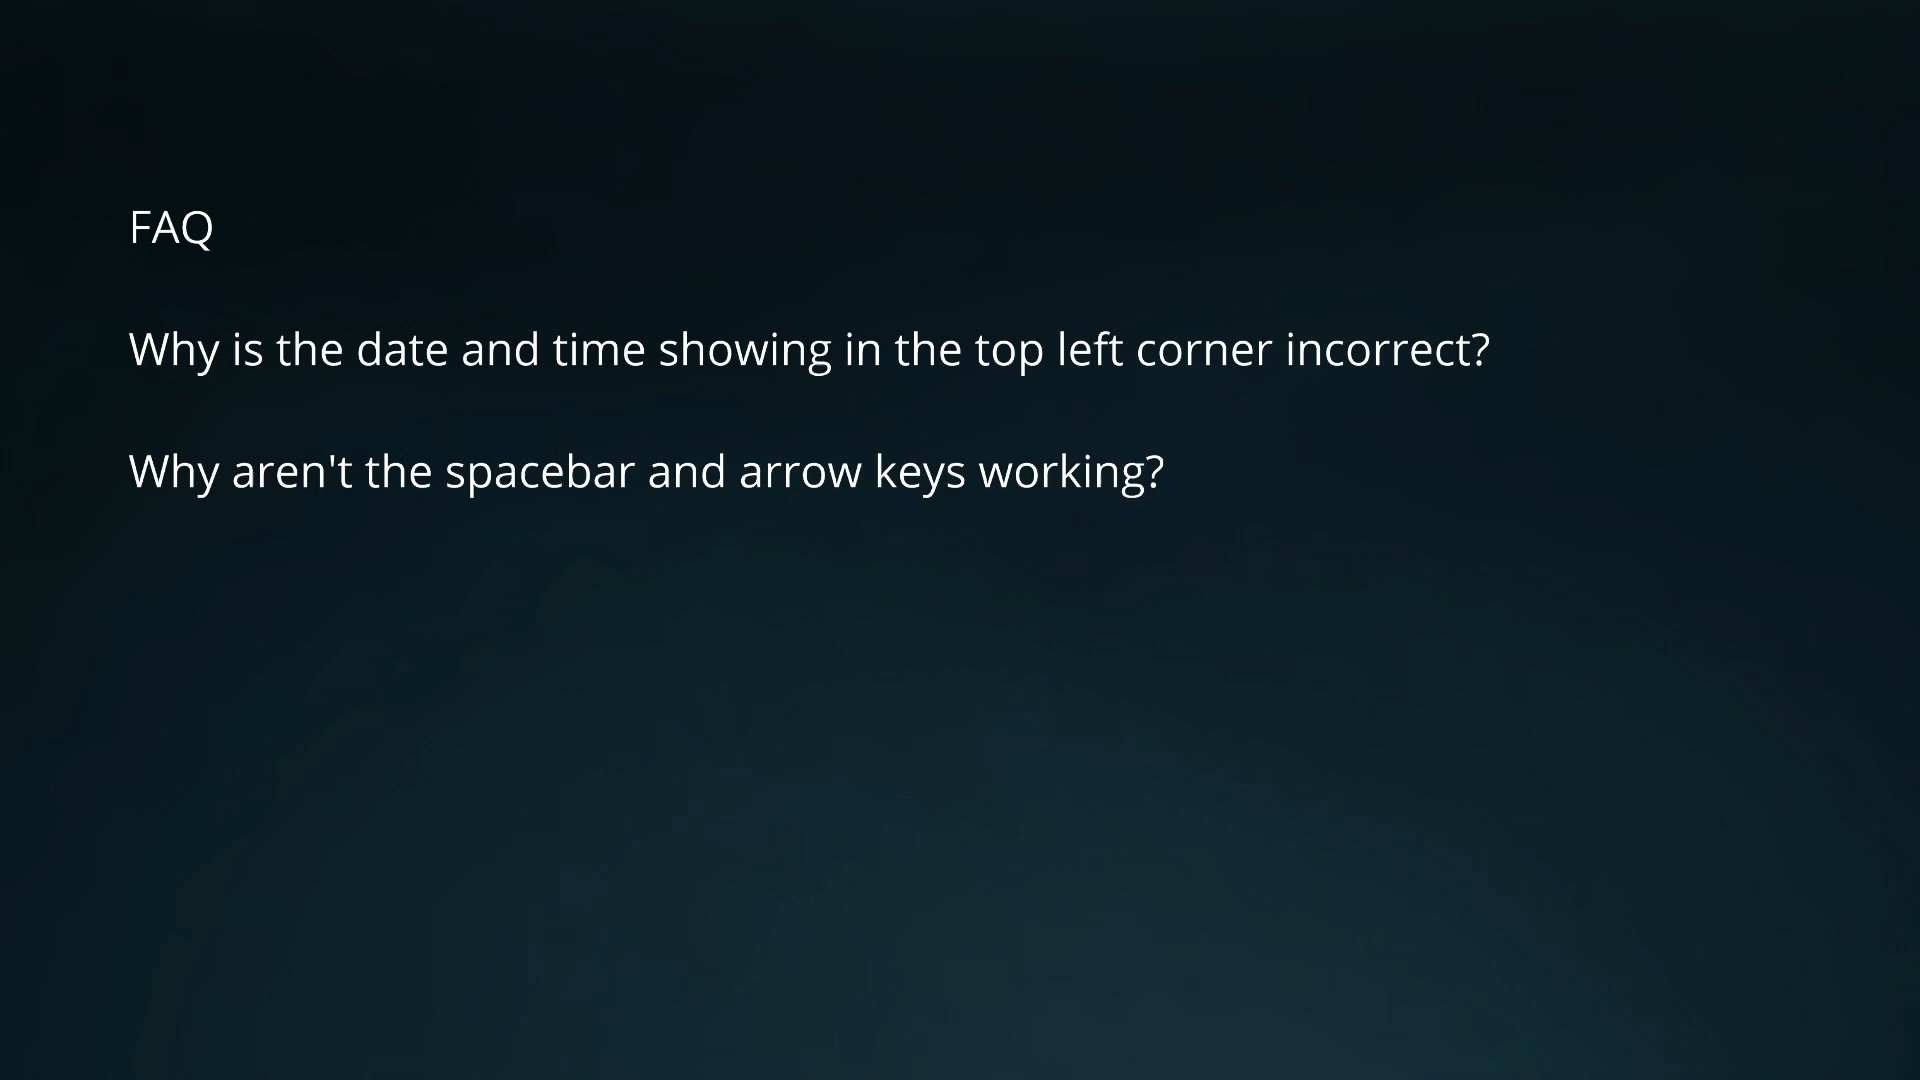 FAQ
Why is the date and time showing in the top left corner incorrect?
Why aren't the spacebar and arrow keys working?